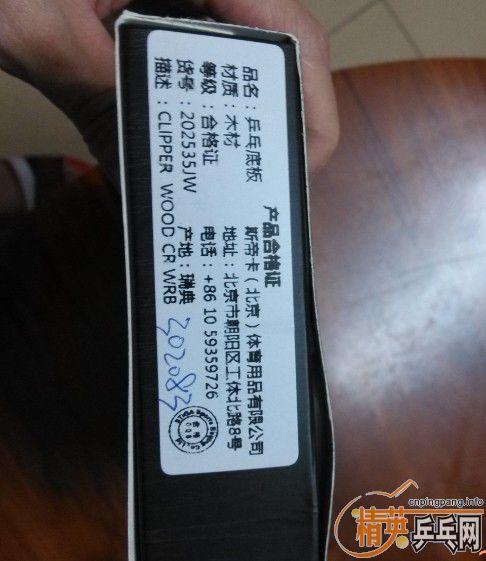 产品合格证
品名：乒乓底板
材质：木材
等级：合格证
货号：202535JW
描述：CLIPPER WOOD CR WRB
斯帝卡（北京）体育用品有限公司
地址：北京市朝阳区工体北路8号
电话：+86 10 59359726
产地：瑞典
302083
cnpingpang.info
精英乒乓网